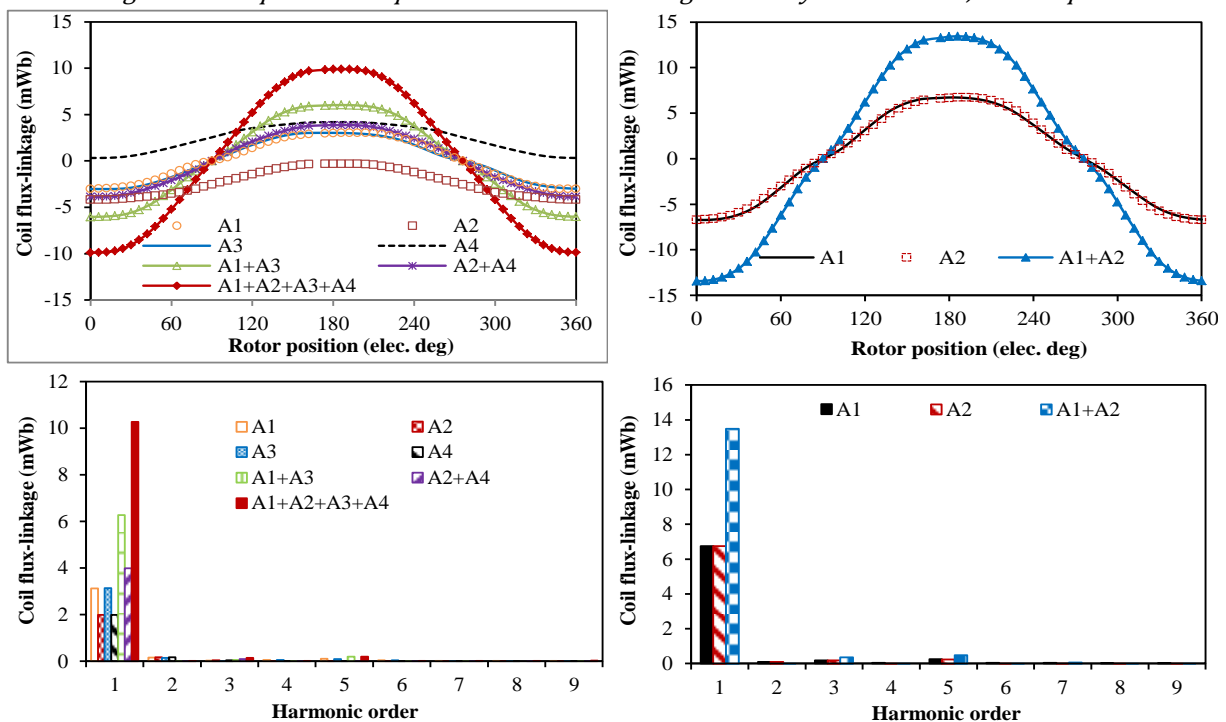 15
10
5
0
-5
-10
-15
Coil flux-linkage (mWb)
A1 A2
A3 A4
A1+A3 A2+A4
A1+A2+A3+A4
0 60 120 180 240 300 360
Rotor position (elec. deg)
15
10
5
0
-5
-10
-15
Coil flux-linkage (mWb)
A1 A2 A1+A2
0 60 120 180 240 300 360
Rotor position (elec. deg)
12
10
8
6
4
2
0
Coil flux-linkage (mWb)
A1 A2
A3 A4
A1+A3 A2+A4
A1+A2+A3+A4
1 2 3 4 5 6 7 8 9
Harmonic order
16
14
12
10
8
6
4
2
0
Coil flux-linkage (mWb)
A1 A2 A1+A2
1 2 3 4 5 6 7 8 9
Harmonic order